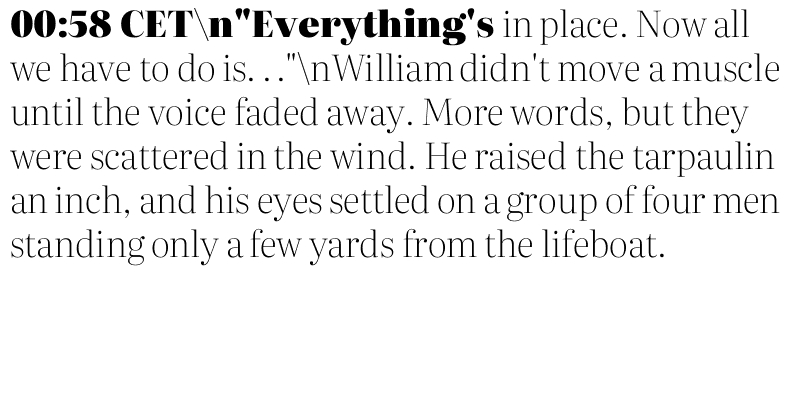 00:58 CET\n"Everything's in place. Now all
we have to do is. . ."\nWilliam didn't move a muscle
until the voice faded away. More words, but they
were scattered in the wind. He raised the tarpaulin
an inch, and his eyes settled on a group of four men
standing only a few yards from the lifeboat.